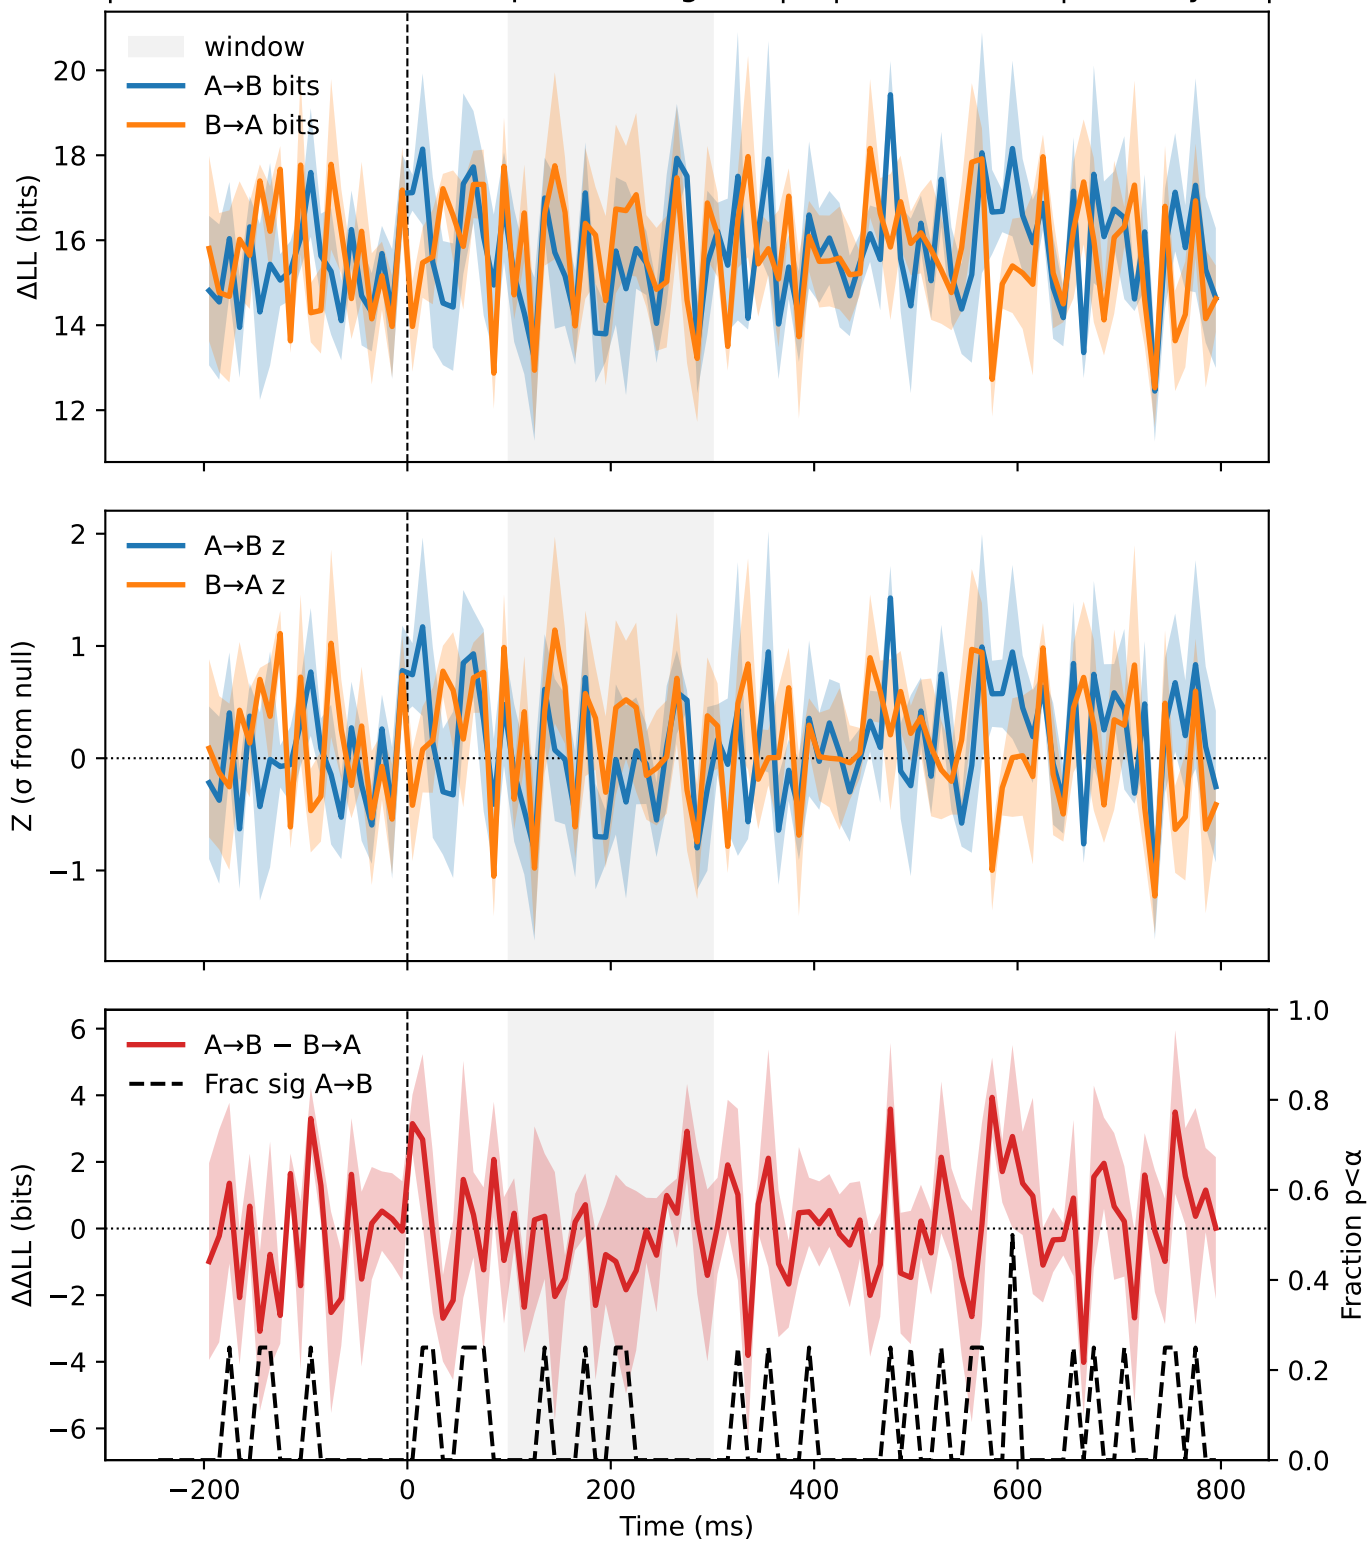 window
A→B bits
B→A bits
ΔLL (bits)
20
18
16
14
12
A→B z
B→A z
Z (σ from null)
2
1
0
−1
A→B − B→A
Frac sig A→B
ΔΔLL (bits)
6
4
2
0
−2
−4
−6
1.0
0.8
0.6
0.4
0.2
0.0
Fraction p<α
−200
0
200
400
600
800
Time (ms)